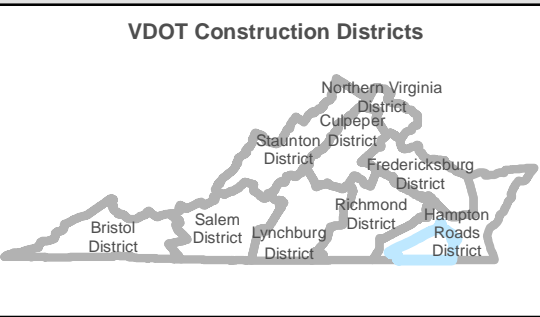 VDOT Construction Districts
Northern Virginia
District
Culpeper
District
Staunton
District
Fredericksburg
District
Richmond
District
Hampton
Roads
District
Salem
District
Lynchburg
District
Bristol
District